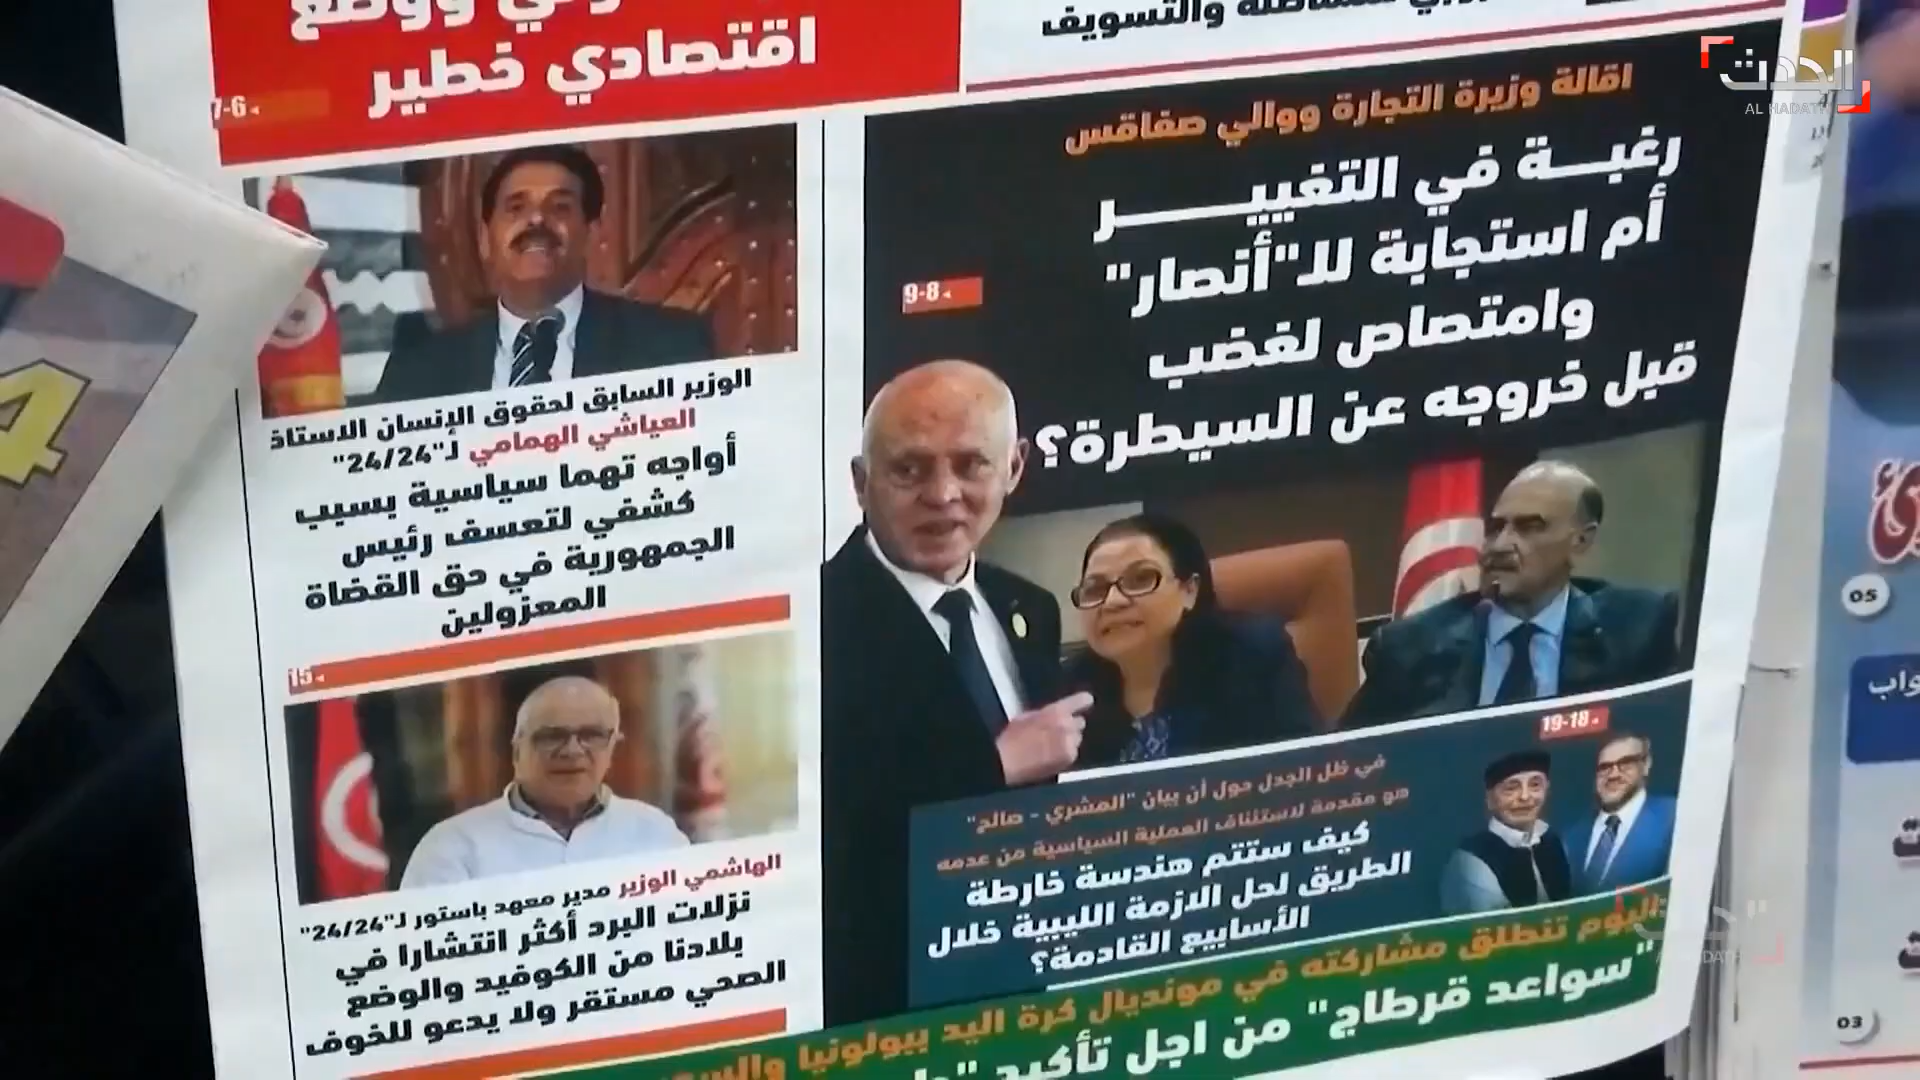 الحدث
AL HADATH
والتسويف
اقتصادي خطير
7-6
اقالة وزيرة التجارة ووالي صفاقس
رغبة في التغيير
أم استجابة للـ"أنصار"
وامتصاص لغضب
قبل خروجه عن السيطرة؟
9-8
الوزير السابق لحقوق الإنسان الاستاذ
العياشي الهمامي لـ"24/24"
أواجه تهما سياسية بسبب
كشفي لتعسف رئيس
الجمهورية في حق القضاة
المعزولين
15
الهاشمي الوزير مدير معهد باستور لـ"24/24"
نزلات البرد أكثر انتشارا في
بلادنا من الكوفيد والوضع
الصحي مستقر ولا يدعو للخوف
19-18
في ظل الجدل حول أن بيان "المشري - صالح"
هو مقدمة لاستئناف العملية السياسية من عدمه
كيف ستتم هندسة خارطة
الطريق لحل الازمة الليبية خلال
الأسابيع القادمة؟
اليوم تنطلق مشاركته في مونديال كرة اليد ببولونيا
"سواعد قرطاج" من اجل تأكيد
05
03
4